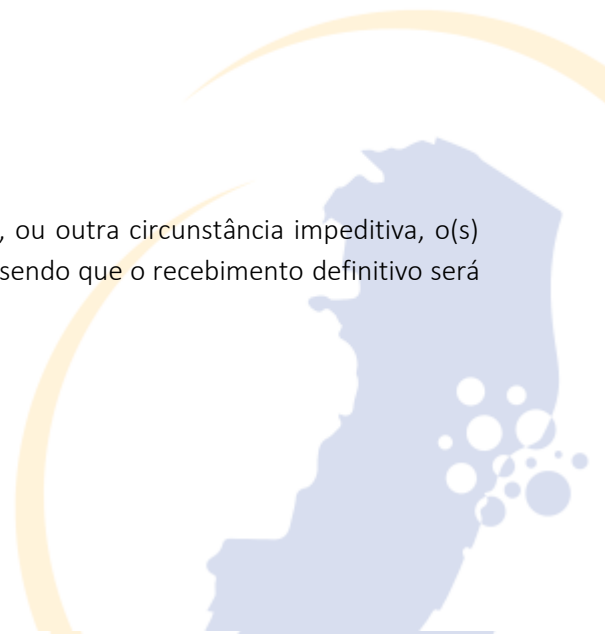 , ou outra circunstância impeditiva, o(s)
sendo que o recebimento definitivo será